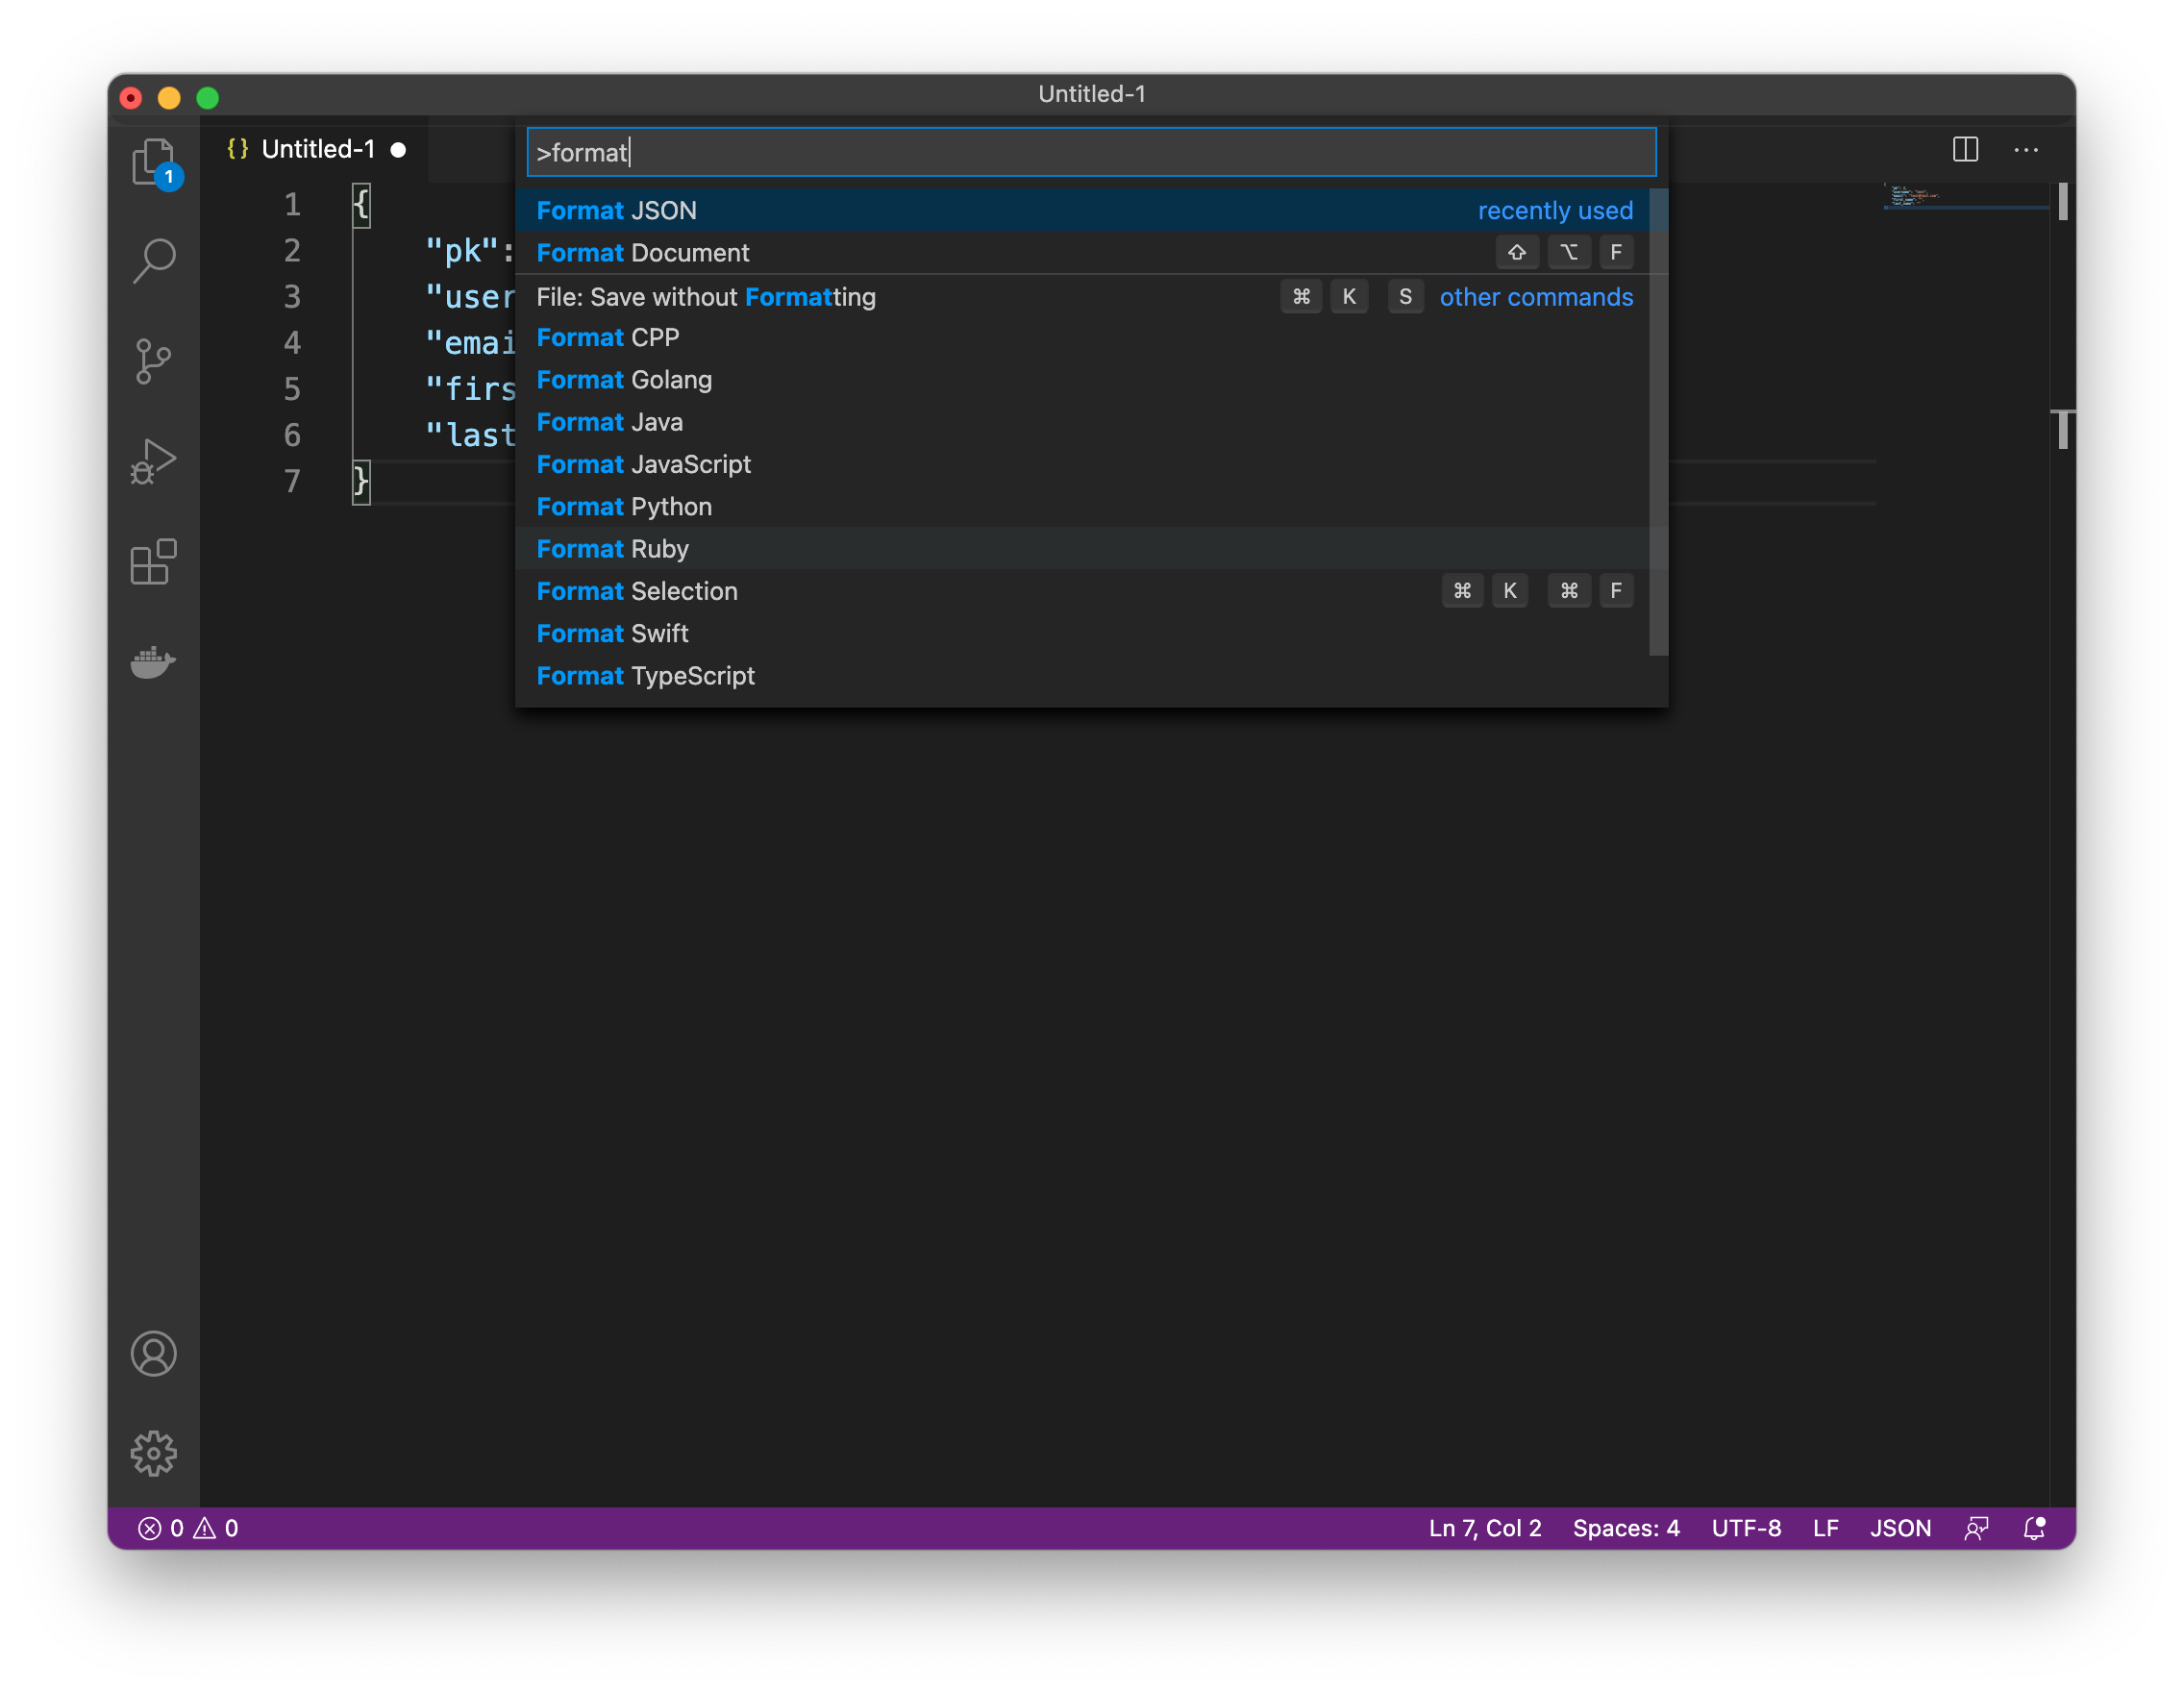 Untitled-1
{} Untitled-1
>format
1
1 {
2 "pk":
3 "user
4 "emai
5 "firs
6 "last
7 }
Format JSON recently used
Format Document ⇧ ⌥ F
File: Save without Formatting ⌘ K S other commands
Format CPP
Format Golang
Format Java
Format JavaScript
Format Python
Format Ruby
Format Selection ⌘ K ⌘ F
Format Swift
Format TypeScript
0 0 Ln 7, Col 2 Spaces: 4 UTF-8 LF JSON